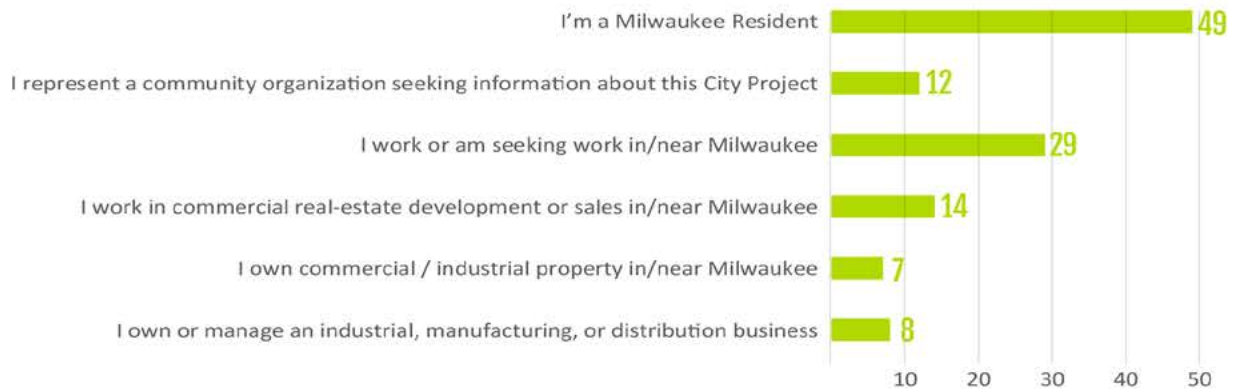 I'm a Milwaukee Resident 49
I represent a community organization seeking information about this City Project 12
I work or am seeking work in/near Milwaukee 29
I work in commercial real-estate development or sales in/near Milwaukee 14
I own commercial / industrial property in/near Milwaukee 7
I own or manage an industrial, manufacturing, or distribution business 8
10 20 30 40 50